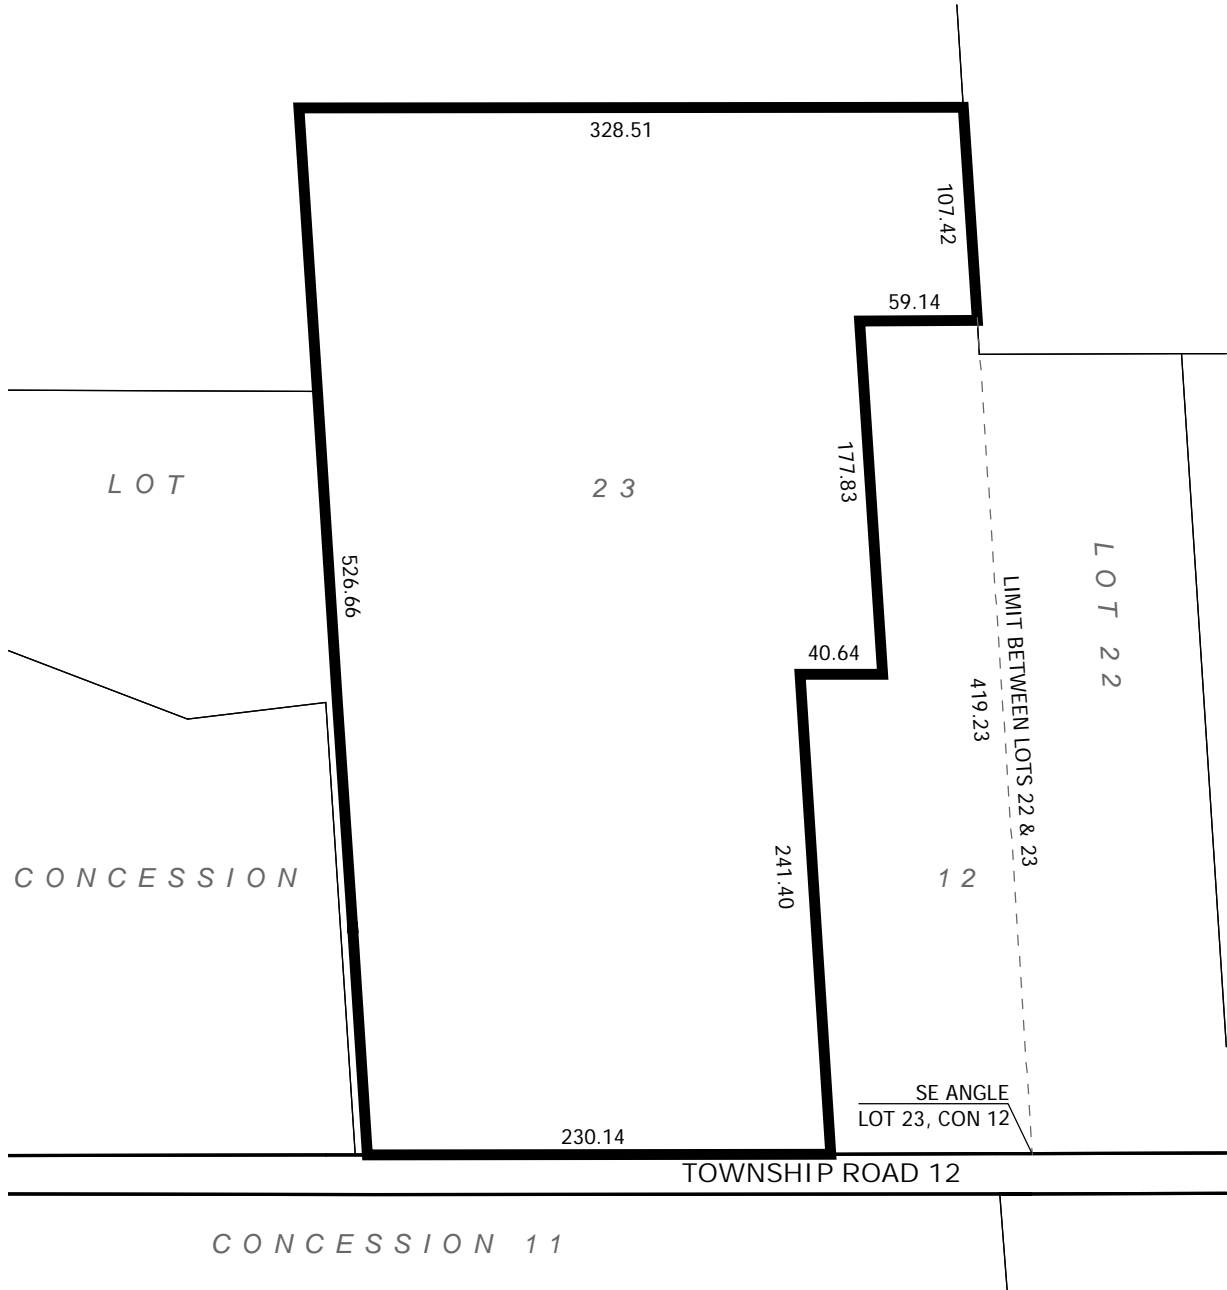 328.51
107.42
59.14
177.83
LOT
23
526.66
LOT 22
LIMIT BETWEEN LOTS 22 & 23
40.64
419.23
241.40
CONCESSION
12
SE ANGLE
LOT 23, CON 12
230.14
TOWNSHIP ROAD 12
CONCESSION 11